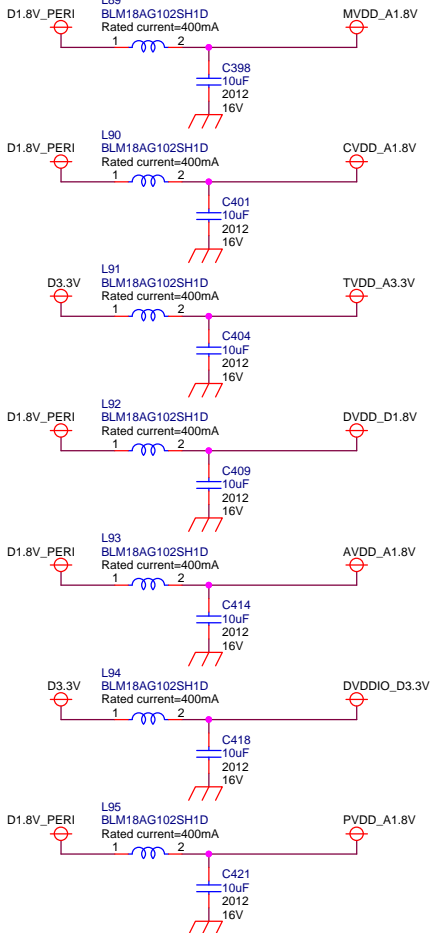 L89
D1.8V_PERI BLM18AG102SH1D MVDD_A1.8V
Rated current=400mA
1 2
C398
10uF
2012
16V
L90
D1.8V_PERI BLM18AG102SH1D CVDD_A1.8V
Rated current=400mA
1 2
C401
10uF
2012
16V
L91
D3.3V BLM18AG102SH1D TVDD_A3.3V
Rated current=400mA
1 2
C404
10uF
2012
16V
L92
D1.8V_PERI BLM18AG102SH1D DVDD_D1.8V
Rated current=400mA
1 2
C409
10uF
2012
16V
L93
D1.8V_PERI BLM18AG102SH1D AVDD_A1.8V
Rated current=400mA
1 2
C414
10uF
2012
16V
L94
D3.3V BLM18AG102SH1D DVDDIO_D3.3V
Rated current=400mA
1 2
C418
10uF
2012
16V
L95
D1.8V_PERI BLM18AG102SH1D PVDD_A1.8V
Rated current=400mA
1 2
C421
10uF
2012
16V